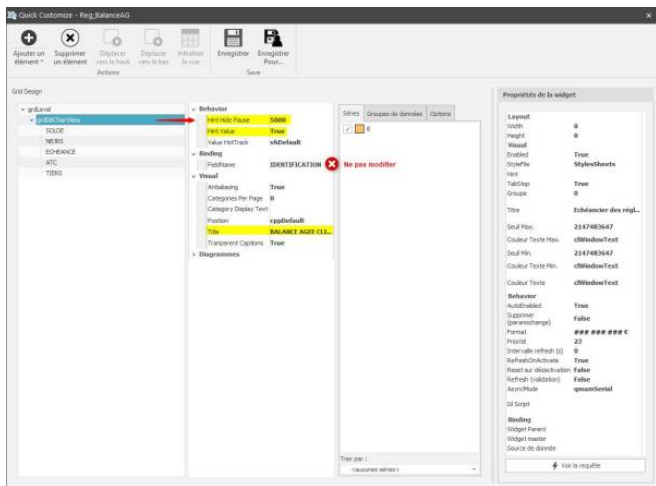 Quick Customize - Reg_BalanceAG
Ajouter un élément
Supprimer un élément
Déplacer vers le haut
Déplacer vers le bas
Initialiser la vue
Enregistrer
Enregistrer Pour...
Actions
Save
Grid Design
grdLevel
grdDBChartView
SOLDE
NBJRS
ECHEANCE
ATC
TIERS
Behavior
Hint Hide Pause 5000
Hint Value True
Value HotTrack vhDefault
Binding
FieldName IDENTIFICATION
Ne pas modifier
Visual
Antialiasing True
Categories Per Page 0
Category Display Text
Position cppDefault
Title BALANCE AGEE CLI...
Tranparent Captions True
Diagrammes
Séries Groupes de données Options
€
Trier par :
<aucunes séries>
Propriétés de la widget
Layout
Width 0
Height 0
Visual
Enabled True
StyleFile StylesSheets
Hint
TabStop True
Groupe 0
Titre Echéancier des régl...
Seuil Max. 2147483647
Couleur Texte Max. clWindowText
Seuil Min. 2147483647
Couleur Texte Min. clWindowText
Couleur Texte clWindowText
Behavior
AutoEnabled True
Supprimer (paramschange) False
Format ### ### ### €
Priorité 23
Intervalle refresh (s) 0
RefreshOnActivate True
Reset sur désactivation False
Refresh (validation) False
AsyncMode qmamSerial
Id Script
Binding
Widget Parent
Widget master
Source de donnée
Voir la requête